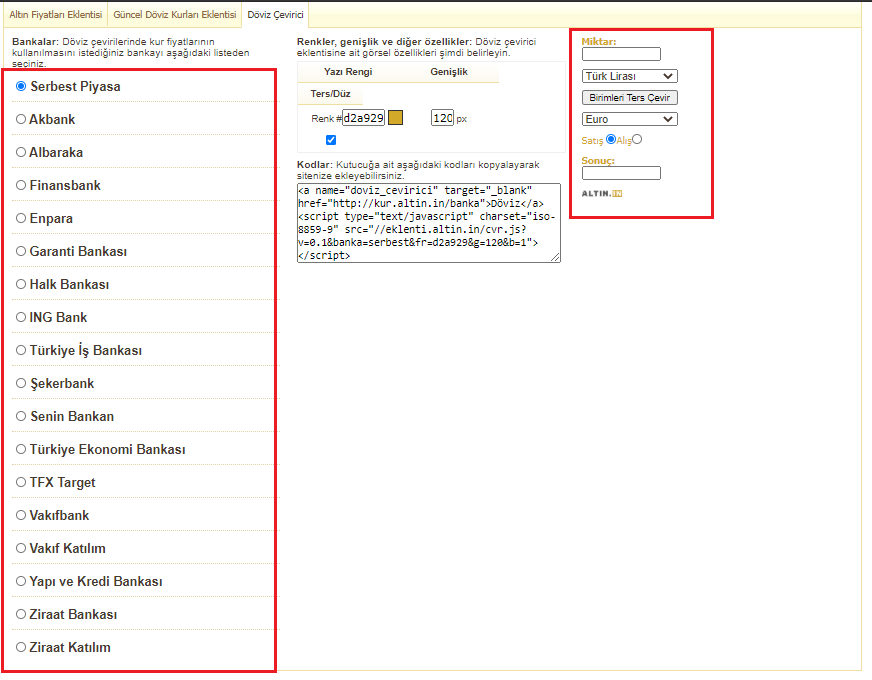 Altın Fiyatları Eklentisi
Güncel Döviz Kurları Eklentisi
Döviz Çevirici
Bankalar: Döviz çevirilerinde kur fiyatlarının
kullanılmasını istediğiniz bankayı aşağıdaki listeden
seçiniz.
Serbest Piyasa
Akbank
Albaraka
Finansbank
Enpara
Garanti Bankası
Halk Bankası
ING Bank
Türkiye İş Bankası
Şekerbank
Senin Bankan
Türkiye Ekonomi Bankası
TFX Target
Vakıfbank
Vakıf Katılım
Yapı ve Kredi Bankası
Ziraat Bankası
Ziraat Katılım
Renkler, genişlik ve diğer özellikler: Döviz çevirici
eklentisine ait görsel özellikleri şimdi belirleyin.
Yazı Rengi
Genişlik
Ters/Düz
Renk #d2a929
120 px
Kodlar: Kutucuğa ait aşağıdaki kodları kopyalayarak
sitenize ekleyebilirsiniz.
<a name="doviz_cevirici" target="_blank"
href="http://kur.altin.in/banka">Döviz</a>
<script type="text/javascript" charset="iso-
8859-9" src="//eklenti.altin.in/cvr.js?
v=0.1&banka=serbest&fr=d2a929&g=120&b=1">
</script>
Miktar:
Türk Lirası
Birimleri Ters Çevir
Euro
Satış Alış
Sonuç:
ALTIN.IN